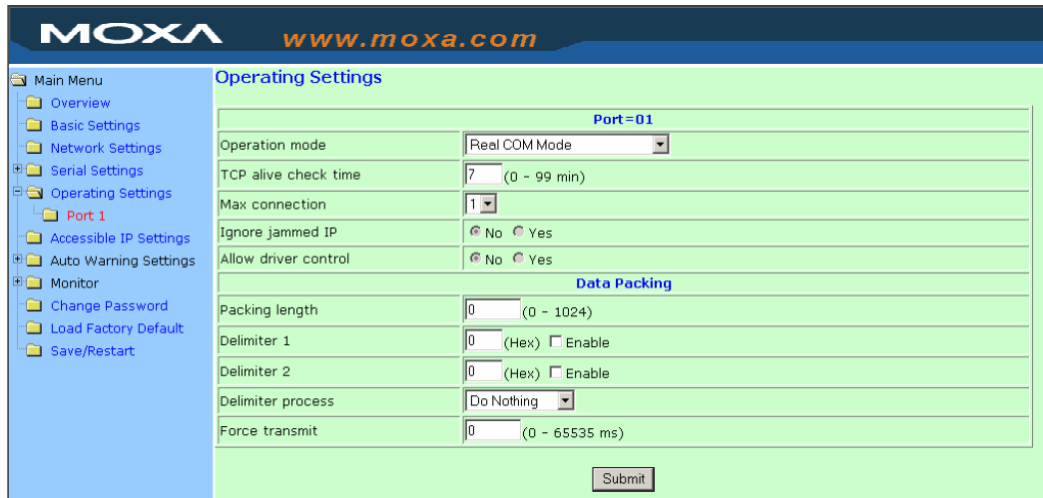 MOXA www.moxa.com
Main Menu
Overview
Basic Settings
Network Settings
Serial Settings
Operating Settings
Port 1
Accessible IP Settings
Auto Warning Settings
Monitor
Change Password
Load Factory Default
Save/Restart
Operating Settings
Port=01
Operation mode Real COM Mode
TCP alive check time 7 (0 - 99 min)
Max connection 1
Ignore jammed IP No Yes
Allow driver control No Yes
Data Packing
Packing length 0 (0 - 1024)
Delimiter 1 0 (Hex) Enable
Delimiter 2 0 (Hex) Enable
Delimiter process Do Nothing
Force transmit 0 (0 - 65535 ms)
Submit